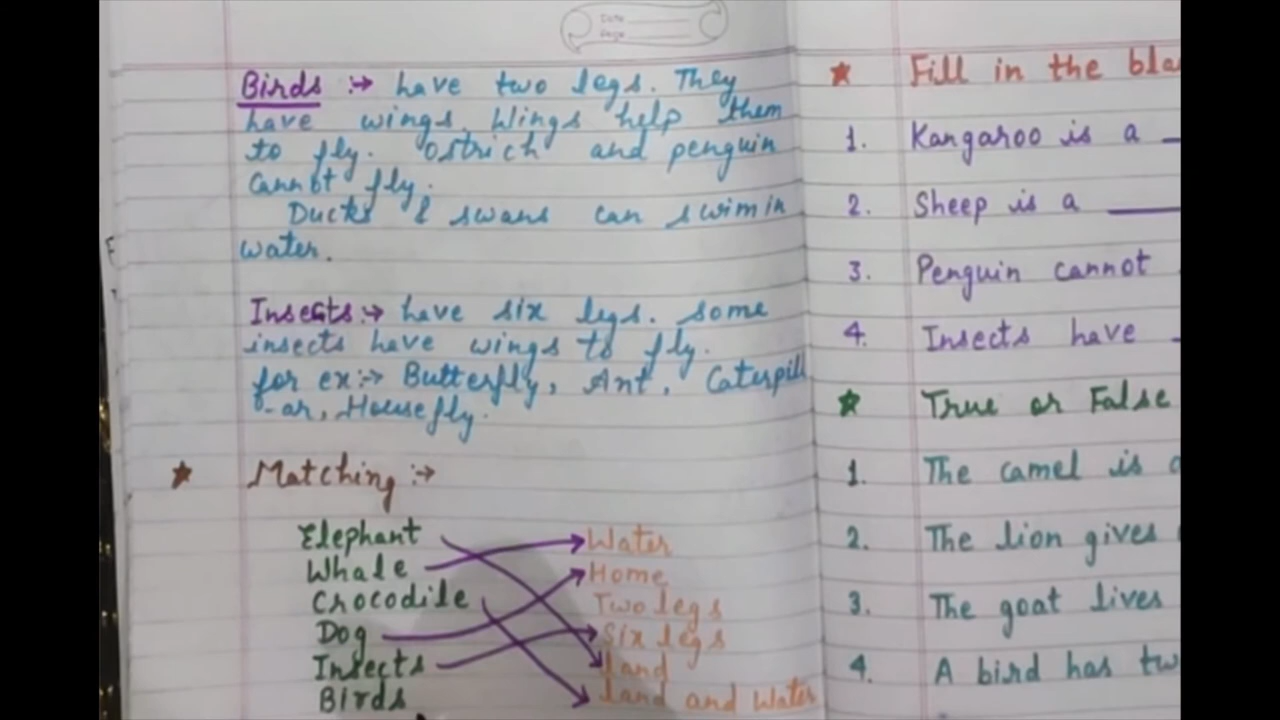 Date
Page
Birds :→ have two legs. They
have wings. Wings help them
to fly. Ostrich and penguin
cannot fly.
Ducks & swans can swim in
water.
Insects :→ have six legs. Some
insects have wings to fly.
for ex :→ Butterfly, Ant, Caterpill
-ar, Housefly.
★ Matching :→
Elephant Water
Whale Home
Crocodile Two legs
Dog Six legs
Insects Land
Birds Land and Water
★ Fill in the bla
1. Kangaroo is a
2. Sheep is a
3. Penguin cannot
4. Insects have
★ True or False
1. The camel is
2. The lion gives
3. The goat lives
4. A bird has tw